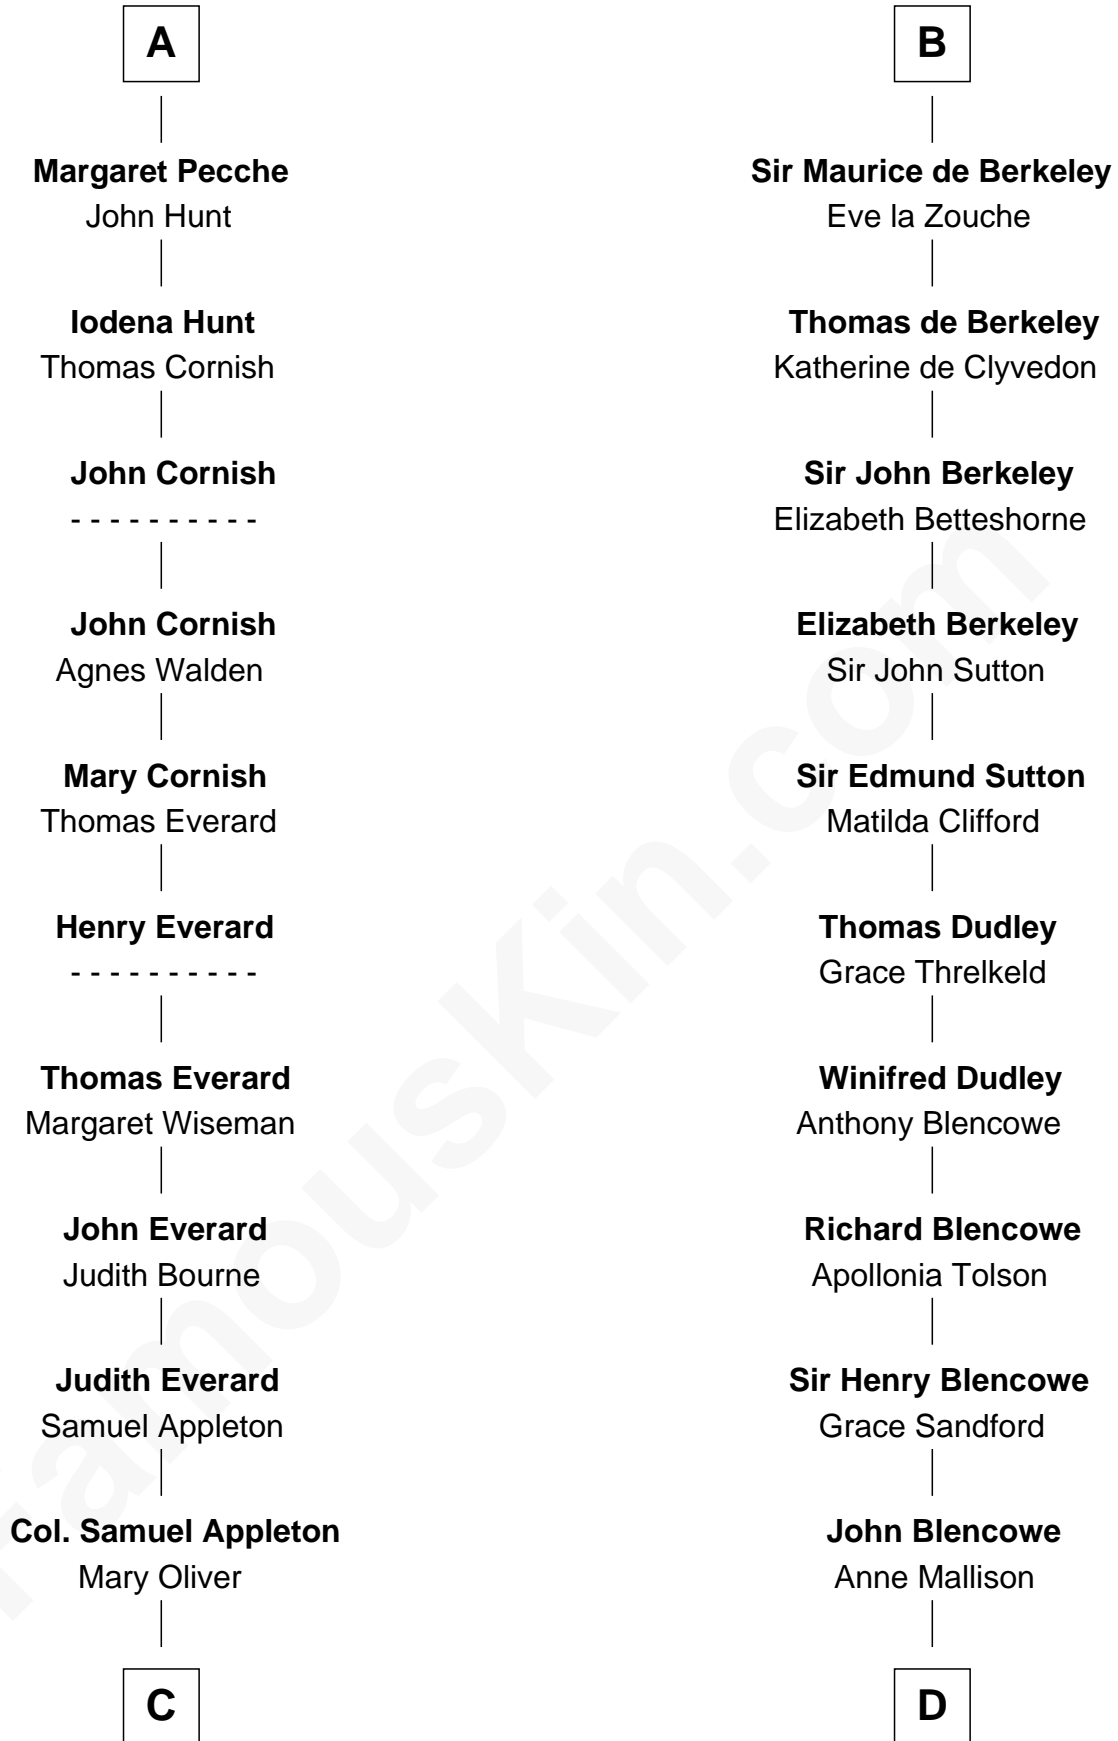 A
Margaret Pecche
John Hunt
Iodena Hunt
Thomas Cornish
John Cornish
- - - - - - - - - -
John Cornish
Agnes Walden
Mary Cornish
Thomas Everard
Henry Everard
- - - - - - - - - -
Thomas Everard
Margaret Wiseman
John Everard
Judith Bourne
Judith Everard
Samuel Appleton
Col. Samuel Appleton
Mary Oliver
C
B
Sir Maurice de Berkeley
Eve la Zouche
Thomas de Berkeley
Katherine de Clyvedon
Sir John Berkeley
Elizabeth Betteshorne
Elizabeth Berkeley
Sir John Sutton
Sir Edmund Sutton
Matilda Clifford
Thomas Dudley
Grace Threlkeld
Winifred Dudley
Anthony Blencowe
Richard Blencowe
Apollonia Tolson
Sir Henry Blencowe
Grace Sandford
John Blencowe
Anne Mallison
D
FamousKin.com